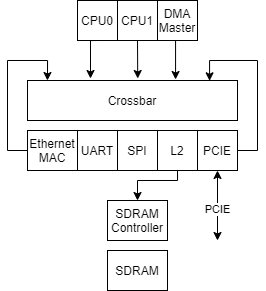 CPU0 CPU1 DMA
Master
Crossbar
Ethernet
MAC UART SPI L2 PCIE
SDRAM
Controller
PCIE
SDRAM